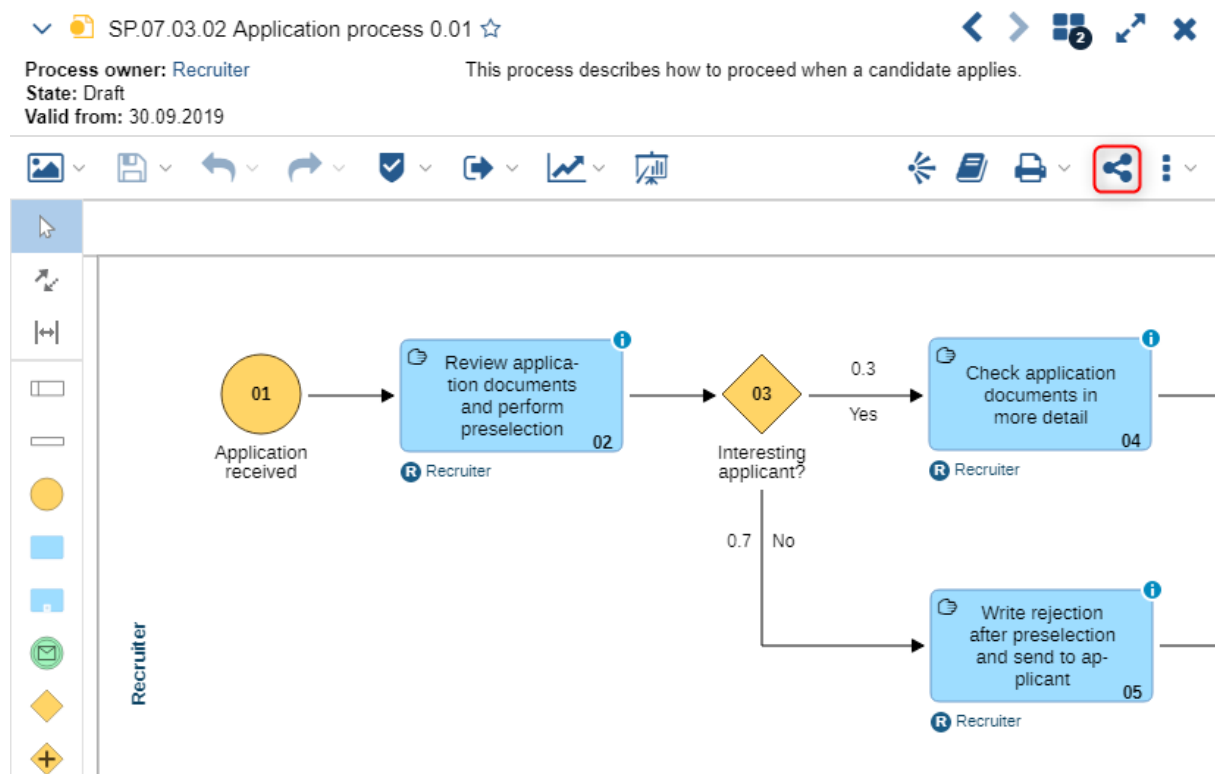 SP.07.03.02 Application process 0.01
2
Process owner: Recruiter
This process describes how to proceed when a candidate applies.
State: Draft
Valid from: 30.09.2019
01
Application
received
Review applica-
tion documents
and perform
preselection
02
R Recruiter
03
Interesting
applicant?
0.3
Yes
Check application
documents in
more detail
04
R Recruiter
0.7
No
Write rejection
after preselection
and send to ap-
plicant
05
R Recruiter
Recruiter